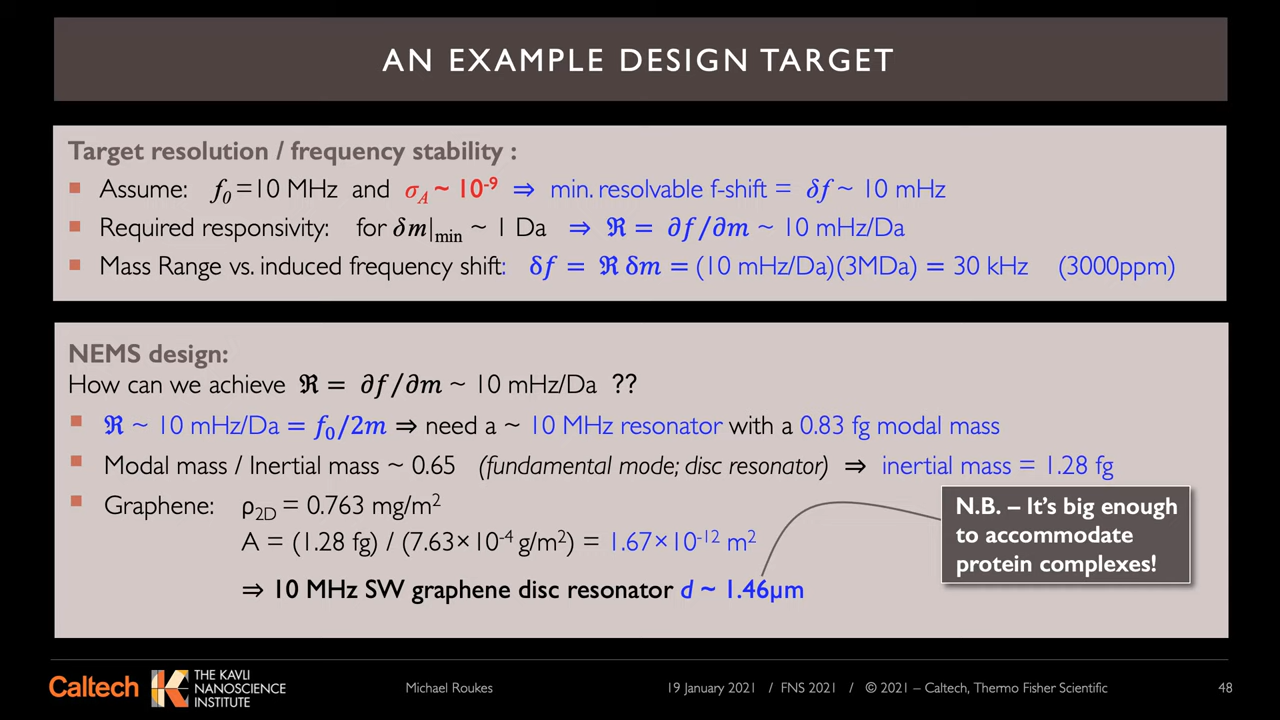 AN EXAMPLE DESIGN TARGET
Target resolution / frequency stability :
▪ Assume: f₀ =10 MHz and σ_A ~ 10⁻⁹ ⇒ min. resolvable f-shift = δf ~ 10 mHz
▪ Required responsivity: for δm|min ~ 1 Da ⇒ ℜ = ∂f/∂m ~ 10 mHz/Da
▪ Mass Range vs. induced frequency shift: δf = ℜ δm = (10 mHz/Da)(3MDa) = 30 kHz (3000ppm)
NEMS design:
How can we achieve ℜ = ∂f/∂m ~ 10 mHz/Da ??
▪ ℜ ~ 10 mHz/Da = f₀/2m ⇒ need a ~ 10 MHz resonator with a 0.83 fg modal mass
▪ Modal mass / Inertial mass ~ 0.65 (fundamental mode; disc resonator) ⇒ inertial mass = 1.28 fg
▪ Graphene: ρ₂D = 0.763 mg/m²
A = (1.28 fg) / (7.63×10⁻⁴ g/m²) = 1.67×10⁻¹² m²
⇒ 10 MHz SW graphene disc resonator d ~ 1.46μm
N.B. – It's big enough
to accommodate
protein complexes!
Caltech
THE KAVLI
NANOSCIENCE
INSTITUTE
Michael Roukes
19 January 2021 / FNS 2021 / © 2021 – Caltech, Thermo Fisher Scientific
48